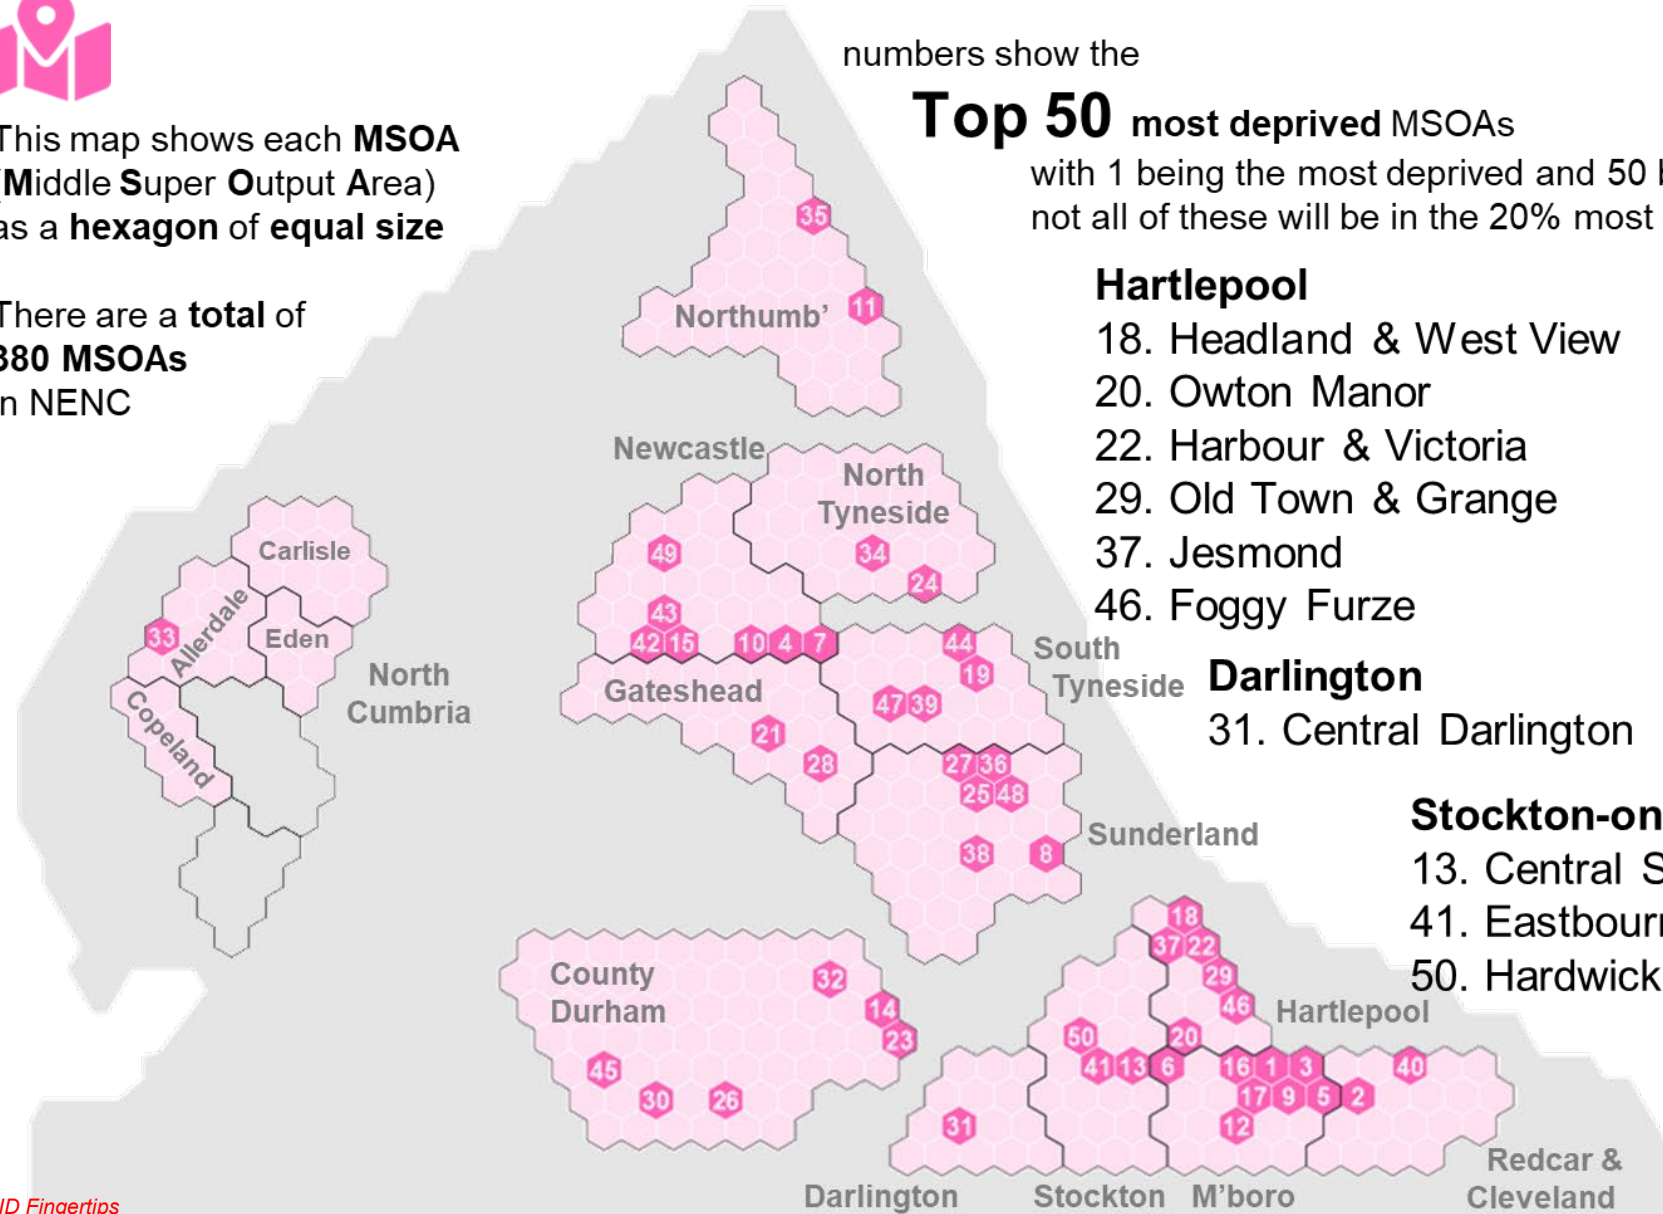 This map shows each MSOA
(Middle Super Output Area)
as a hexagon of equal size
There are a total of
380 MSOAs
in NENC
numbers show the
Top 50 most deprived MSOAs
with 1 being the most deprived and 50
not all of these will be in the 20% most
Hartlepool
18. Headland & West View
20. Owton Manor
22. Harbour & Victoria
29. Old Town & Grange
37. Jesmond
46. Foggy Furze
Darlington
31. Central Darlington
Stockton-on
13. Central
41. Eastbour
50. Hardwick
35
Northumb’
11
Newcastle
North
Tyneside
49
34
24
43
42 15 10 4 7
Gateshead
21
28
44
19
47 39
South
Tyneside
27 36
25 48
38 8
Sunderland
Carlisle
Allerdale
33
Eden
Copeland
North
Cumbria
County
Durham
32
14
23
45
30 26
18
37 22
29
46
20
Hartlepool
50
41 13 6 16 1 3 40
17 9 5 2
31 12
Darlington
Stockton
M’boro
Redcar &
Cleveland
ID Fingertips